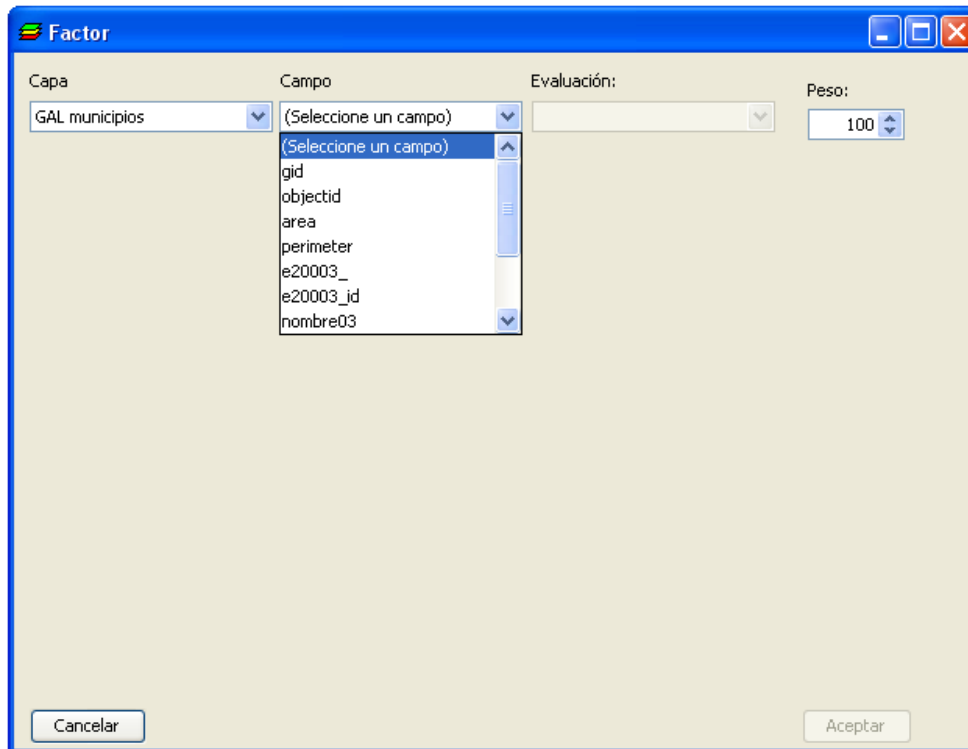 Factor
Capa Campo Evaluación: Peso:
GAL municipios (Seleccione un campo) 100
(Seleccione un campo)
gid
objectid
area
perimeter
e20003_
e20003_id
nombre03
Cancelar Aceptar